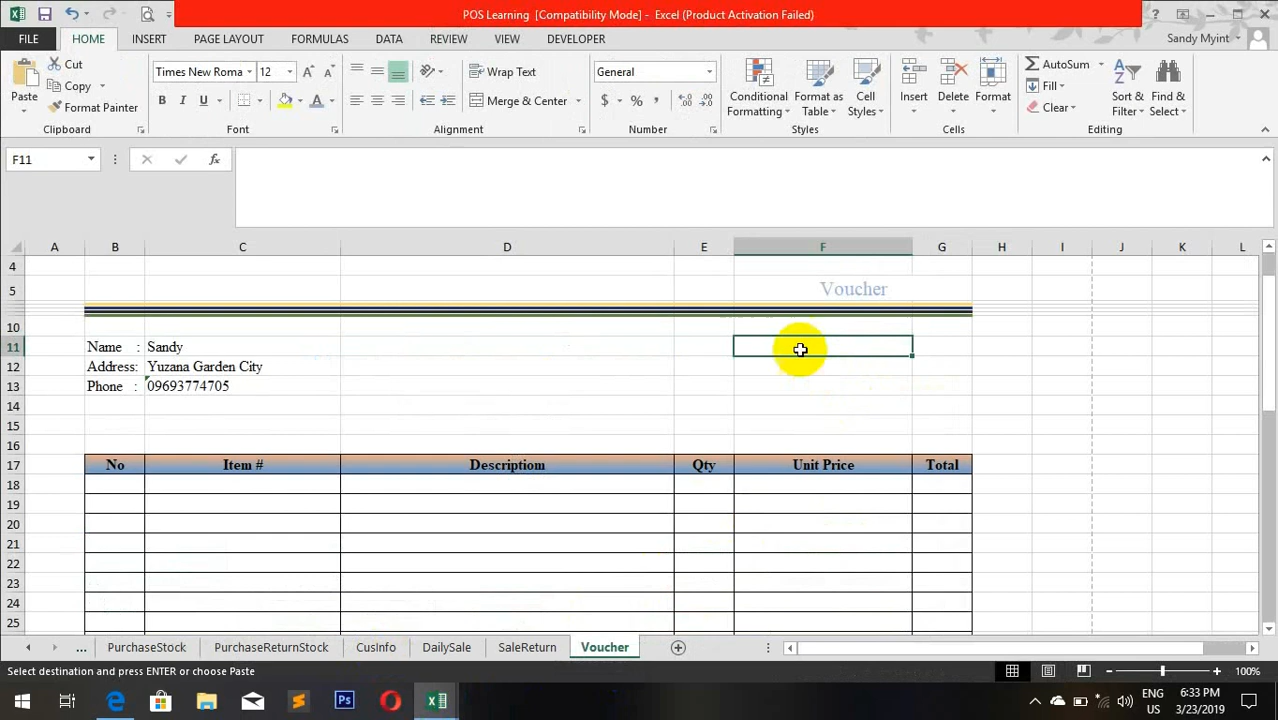 POS Learning [Compatibility Mode] - Excel (Product Activation Failed)
FILE HOME INSERT PAGE LAYOUT FORMULAS DATA REVIEW VIEW DEVELOPER Sandy Myint
Paste Cut Copy Format Painter Clipboard
Times New Roma 12 B I U A Font
Wrap Text Merge & Center Alignment
General $ % , Number
Conditional Formatting Format as Table Cell Styles Styles
Insert Delete Format Cells
AutoSum Fill Clear Sort & Filter Find & Select Editing
F11 fx
A B C D E F G H I J K L
4
5 Voucher
10
11 Name : Sandy
12 Address: Yuzana Garden City
13 Phone : 09693774705
14
15
16
17 No Item # Descriptiom Qty Unit Price Total
18
19
20
21
22
23
24
25
... PurchaseStock PurchaseReturnStock CusInfo DailySale SaleReturn Voucher
Select destination and press ENTER or choose Paste 100%
ENG 6:33 PM
US 3/23/2019